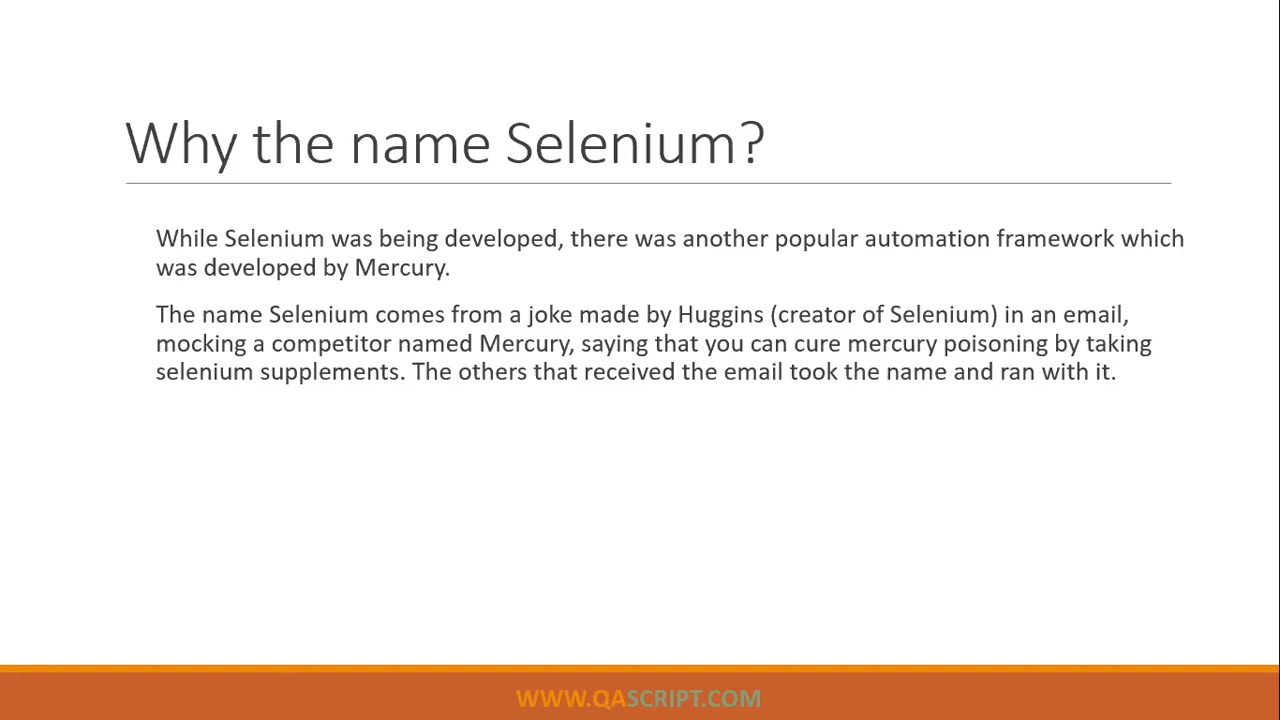 Why the name Selenium?
While Selenium was being developed, there was another popular automation framework which
was developed by Mercury.
The name Selenium comes from a joke made by Huggins (creator of Selenium) in an email,
mocking a competitor named Mercury, saying that you can cure mercury poisoning by taking
selenium supplements. The others that received the email took the name and ran with it.
WWW.QASCRIPT.COM